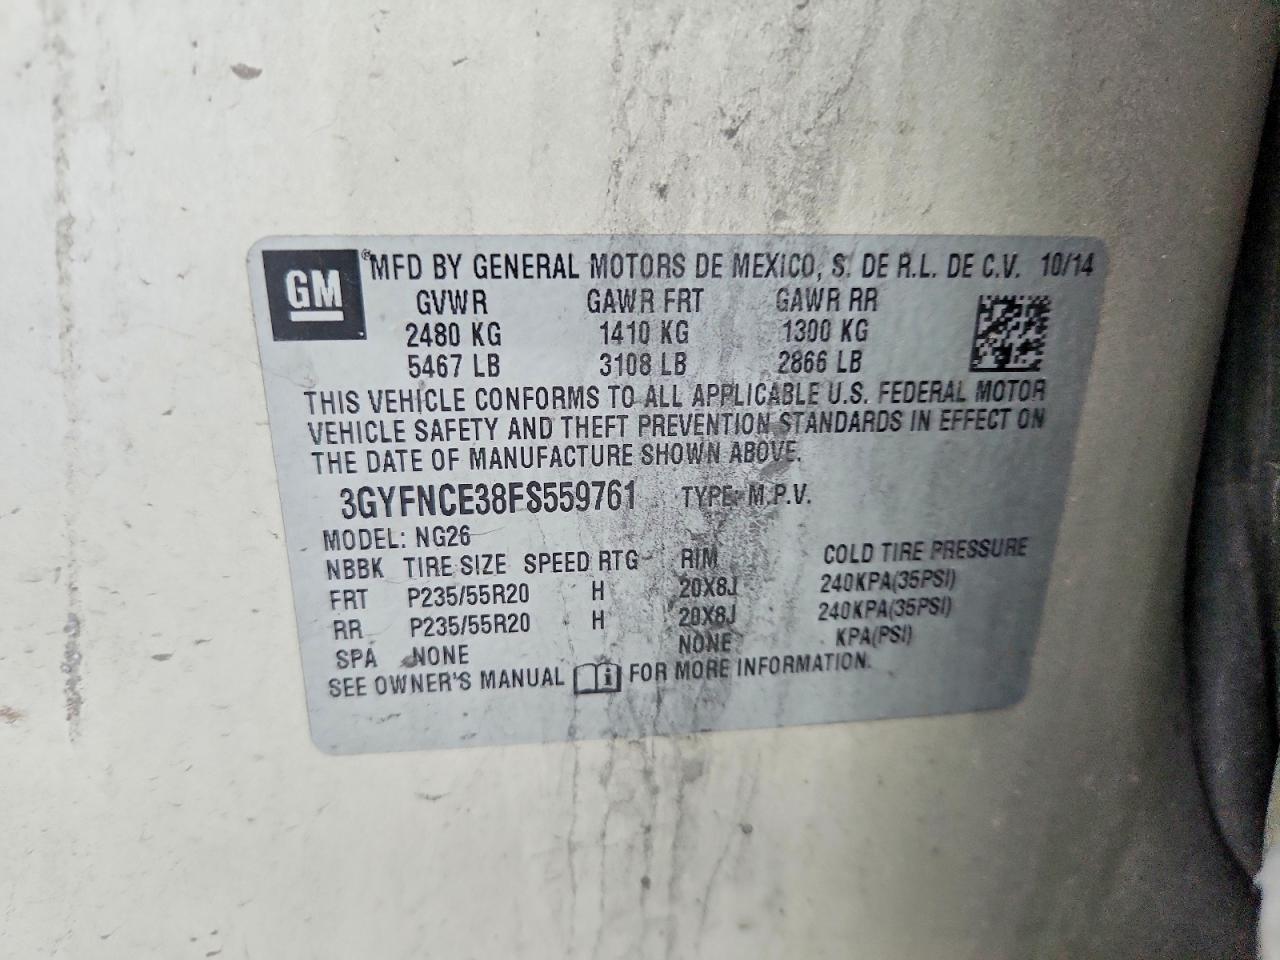 GM ® MFD BY GENERAL MOTORS DE MEXICO, S. DE R.L. DE C.V. 10/14
GVWR GAWR FRT GAWR RR
2480 KG 1410 KG 1300 KG
5467 LB 3108 LB 2866 LB
THIS VEHICLE CONFORMS TO ALL APPLICABLE U.S. FEDERAL MOTOR
VEHICLE SAFETY AND THEFT PREVENTION STANDARDS IN EFFECT ON
THE DATE OF MANUFACTURE SHOWN ABOVE.
3GYFNCE38FS559761 TYPE: M.P.V.
MODEL: NG26
NBBK TIRE SIZE SPEED RTG RIM COLD TIRE PRESSURE
FRT P235/55R20 H 20X8J 240KPA(35PSI)
RR P235/55R20 H 20X8J 240KPA(35PSI)
SPA NONE NONE KPA(PSI)
SEE OWNER'S MANUAL FOR MORE INFORMATION.